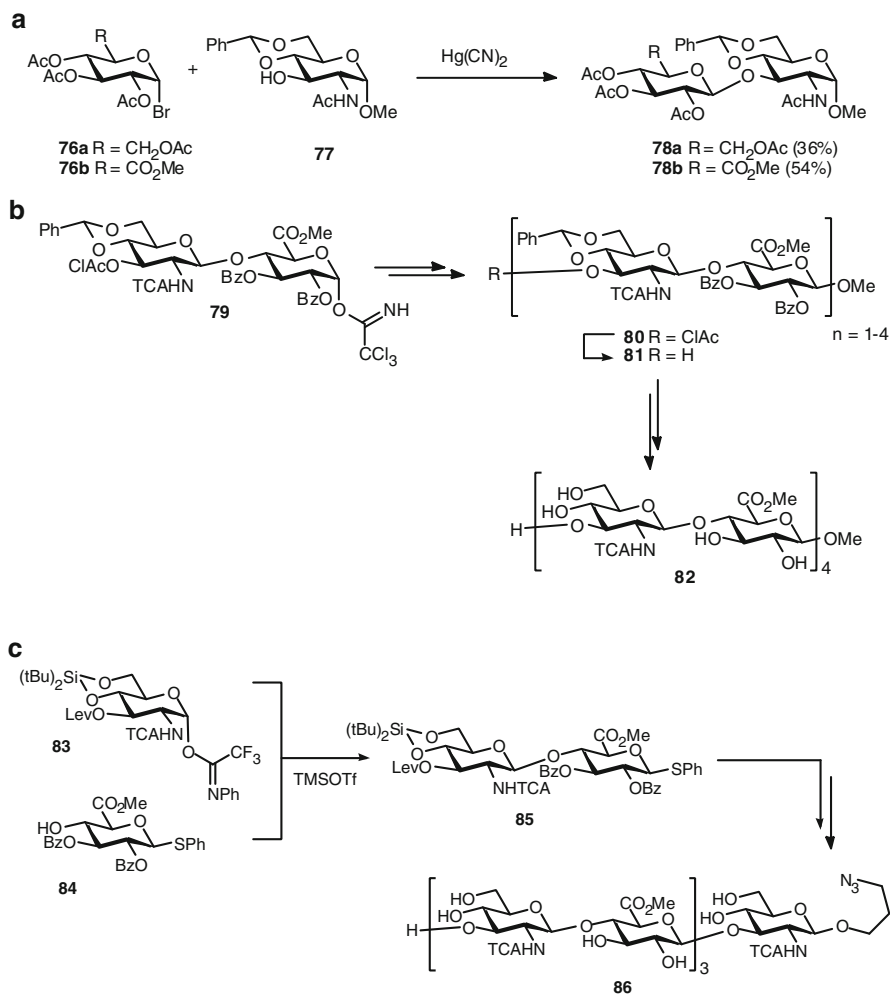 a
R
AcO
AcO
O
AcO
Br
76a R = CH2OAc
76b R = CO2Me
+
Ph
O
O
O
HO
AcHN
OMe
77
Hg(CN)2
R
AcO
AcO
O
AcO
O
Ph
O
O
O
AcHN
OMe
78a R = CH2OAc (36%)
78b R = CO2Me (54%)
b
Ph
O
O
O
ClAcO
TCAHN
O
CO2Me
O
BzO
BzO
O
NH
CCl3
79
Ph
O
O
O
R
O
TCAHN
O
CO2Me
O
BzO
BzO
OMe
n = 1-4
80 R = ClAc
81 R = H
HO
HO
O
H
O
TCAHN
O
CO2Me
O
HO
OH
OMe
4
82
c
(tBu)2Si
O
O
O
LevO
TCAHN
O
CF3
NPh
83
CO2Me
HO
O
BzO
BzO
SPh
84
TMSOTf
(tBu)2Si
O
O
O
LevO
NHTCA
O
CO2Me
O
BzO
OBz
SPh
85
HO
HO
O
H
O
TCAHN
O
CO2Me
O
HO
OH
3
HO
HO
O
O
TCAHN
O
N3
86